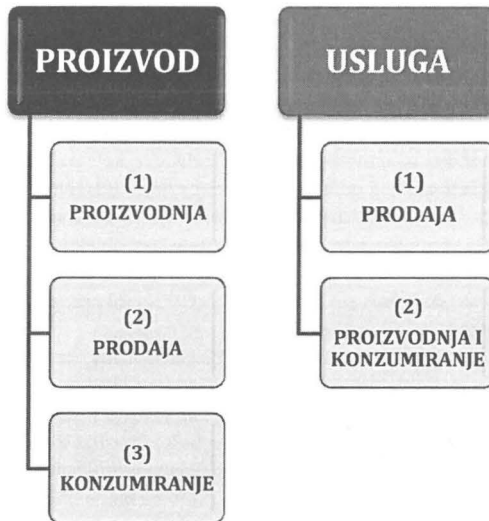 PROIZVOD
(1)
PROIZVODNJA
(2)
PRODAJA
(3)
KONZUMIRANJE
USLUGA
(1)
PRODAJA
(2)
PROIZVODNJA I
KONZUMIRANJE